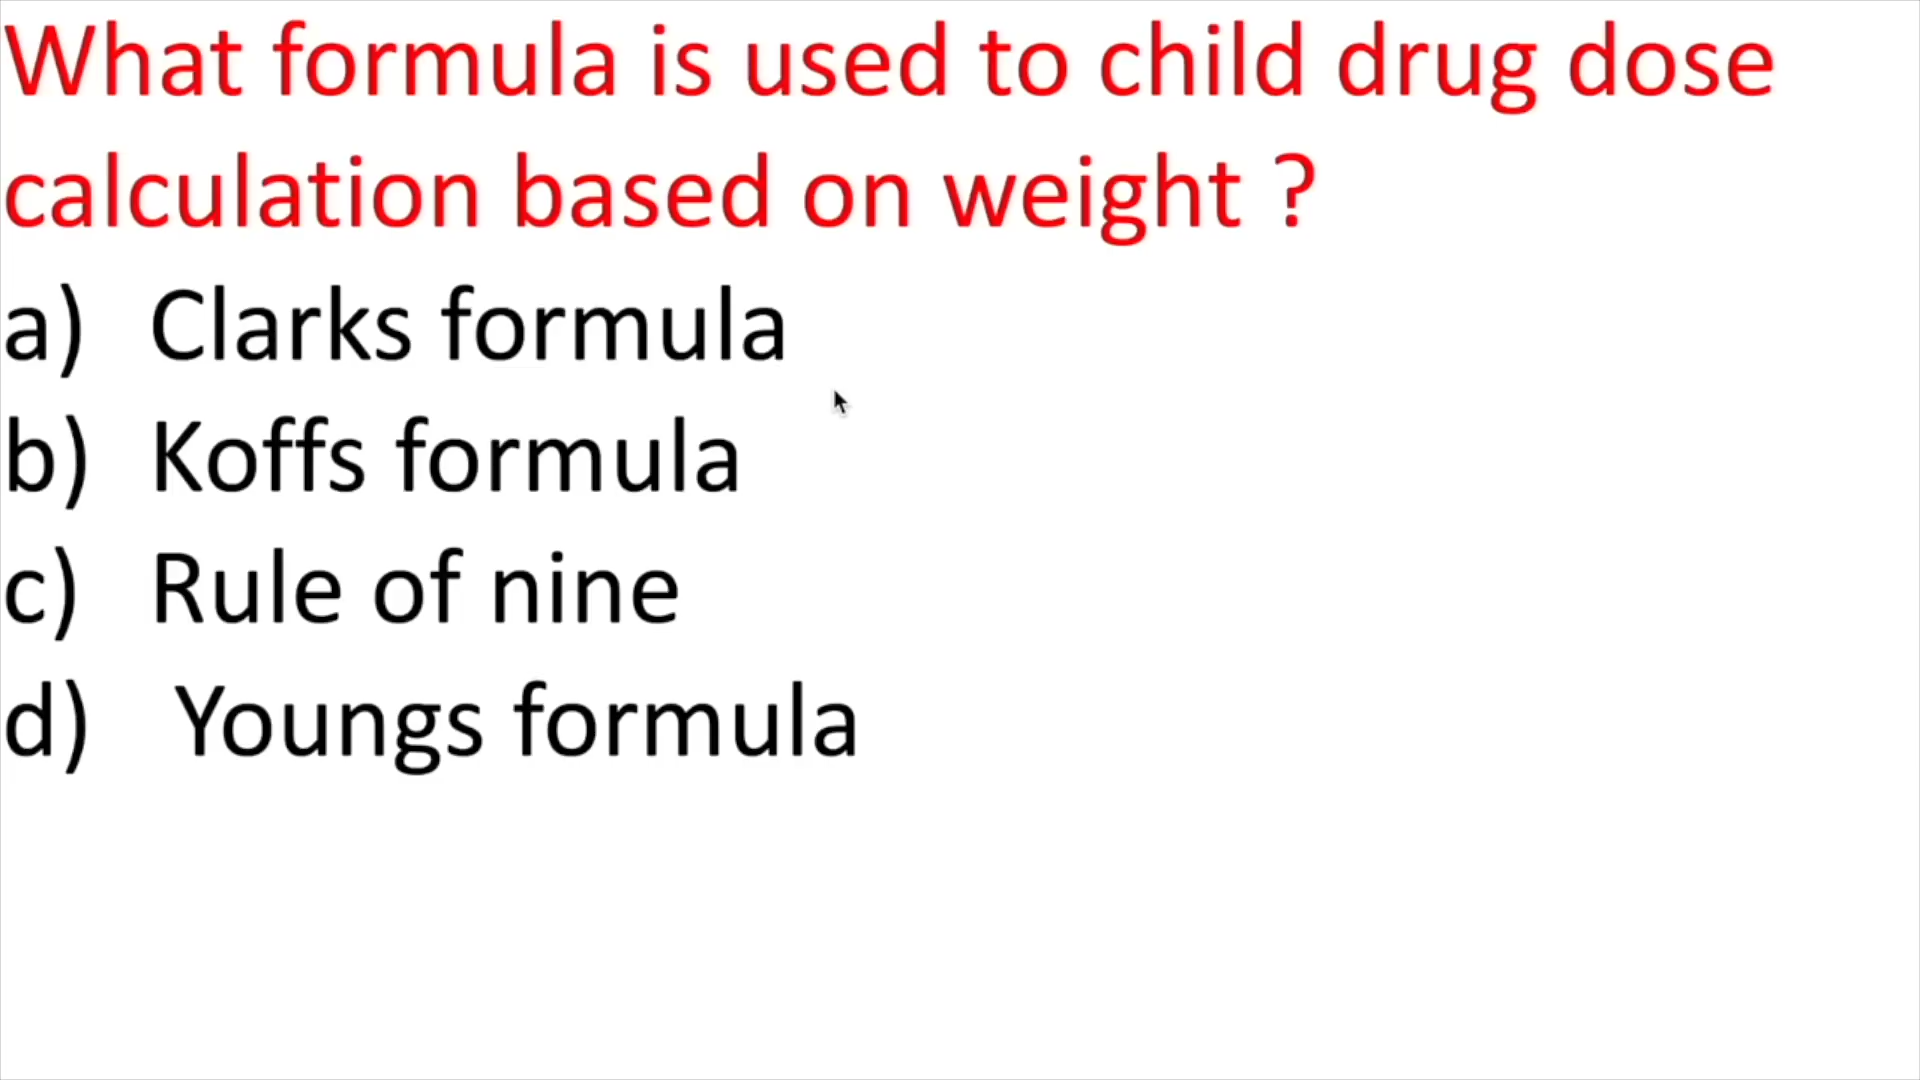 What formula is used to child drug dose
calculation based on weight ?
a) Clarks formula
b) Koffs formula
c) Rule of nine
d) Youngs formula